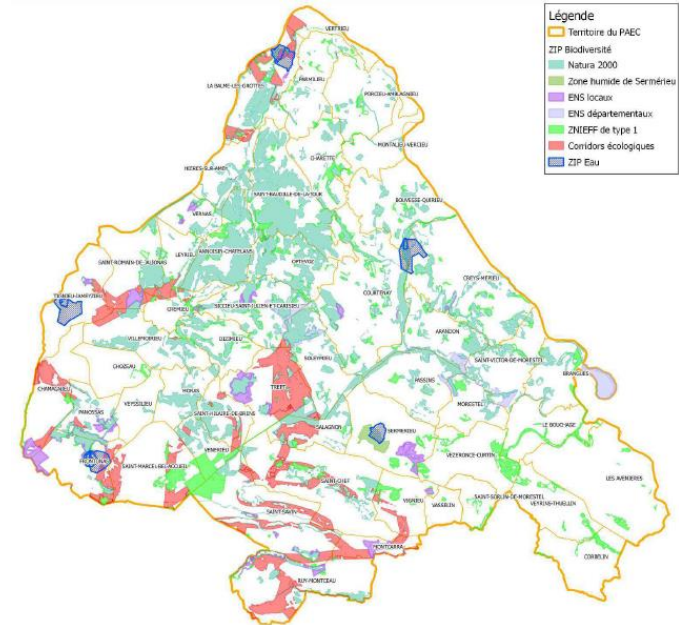 Légende
Territoire du PAEC
ZIP Biodiversité
Natura 2000
Zone humide de Sermérieu
ENS locaux
ENS départementaux
ZNIEFF de type 1
Corridors écologiques
ZIP Eau
VERTRIEU
PARMILIEU
LA BALME-LES-GROTTES
PORCIEU-AMBLAGNIEU
MONTALIEU-VERCIEU
CHARETTE
HIERES-SUR-AMBY
SAINT-BAUDILLE-DE-LA-TOUR
BOUVESSE-QUIRIEU
VERNAS
ANNOISIN-CHATELANS
LEYRIEU
SAINT-ROMAIN-DE-JALIONAS
OPTEVOZ
CREYS-MEPIEU
COURTENAY
TIGNIEU-JAMEYZIEU
SICCIEU-SAINT-JULIEN-ET-CARISIEU
CREMIEU
ARANDON
VILLEMOIRIEU
DIZIMIEU
SOLEYMIEU
SAINT-VICTOR-DE-MORESTEL
CHOZEAU
BRANGUES
PASSINS
TREPT
CHAMAGNIEU
MORAS
MORESTEL
VEYSSILIEU
PANOSSAS
SAINT-HILAIRE-DE-BRENS
LE BOUCHAGE
SALAGNON
SERMERIEU
VENERIEU
VEZERONCE-CURTIN
FRONTONAS
SAINT-MARCEL-BEL-ACCUEIL
LES AVENIERES
SAINT-CHEF
SAINT-SORLIN-DE-MORESTEL
VIGNIEU
VEYRINS-THUELLIN
VASSELIN
SAINT-SAVIN
MONTCARRA
CORBELIN
RUY-MONTCEAU